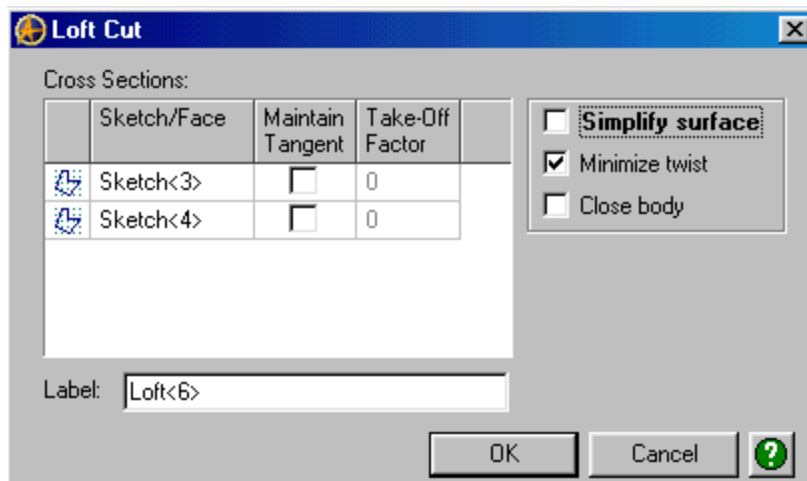 Loft Cut
Cross Sections:
Sketch/Face Maintain Tangent Take-Off Factor
Sketch<3> 0
Sketch<4> 0
Simplify surface
Minimize twist
Close body
Label: Loft<6>
OK Cancel ?